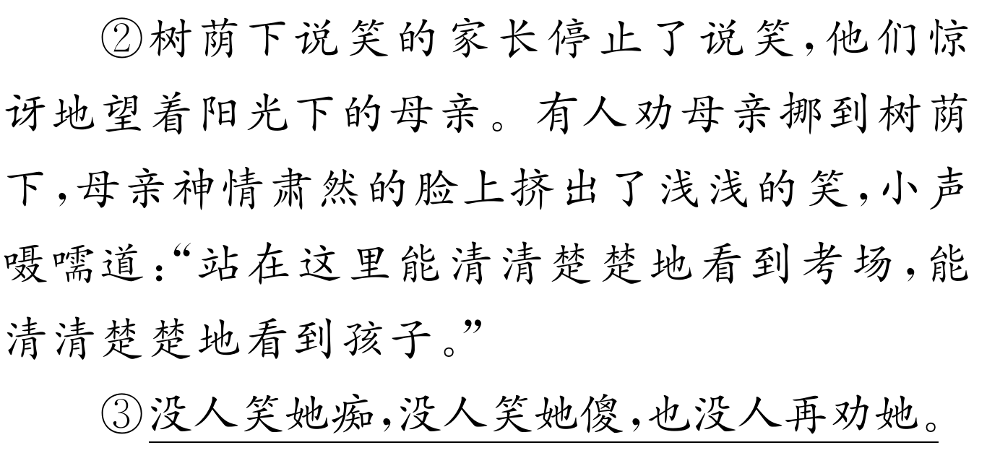 ②树荫下说笑的家长停止了说笑,他们惊
讶地望着阳光下的母亲。有人劝母亲挪到树荫
下,母亲神情肃然的脸上挤出了浅浅的笑,小声
嗫嚅道:“站在这里能清清楚楚地看到考场,能
清清楚楚地看到孩子。”
③没人笑她痴,没人笑她傻,也没人再劝她。